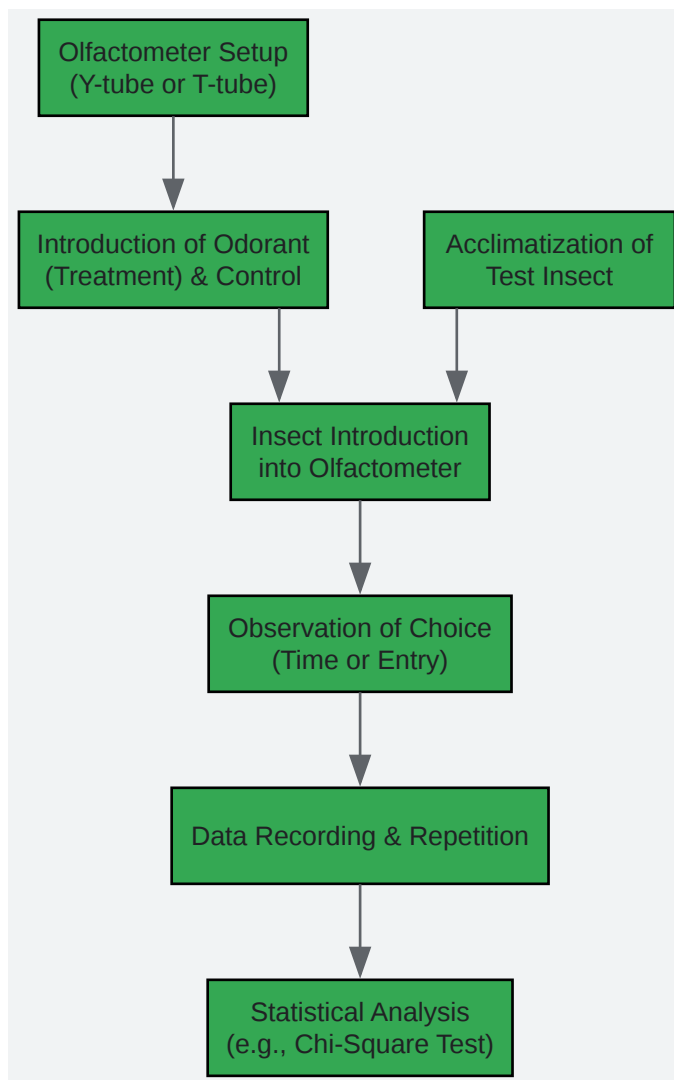 Olfactometer Setup
(Y-tube or T-tube)
Introduction of Odorant
(Treatment) & Control
Acclimatization of
Test Insect
Insect Introduction
into Olfactometer
Observation of Choice
(Time or Entry)
Data Recording & Repetition
Statistical Analysis
(e.g., Chi-Square Test)